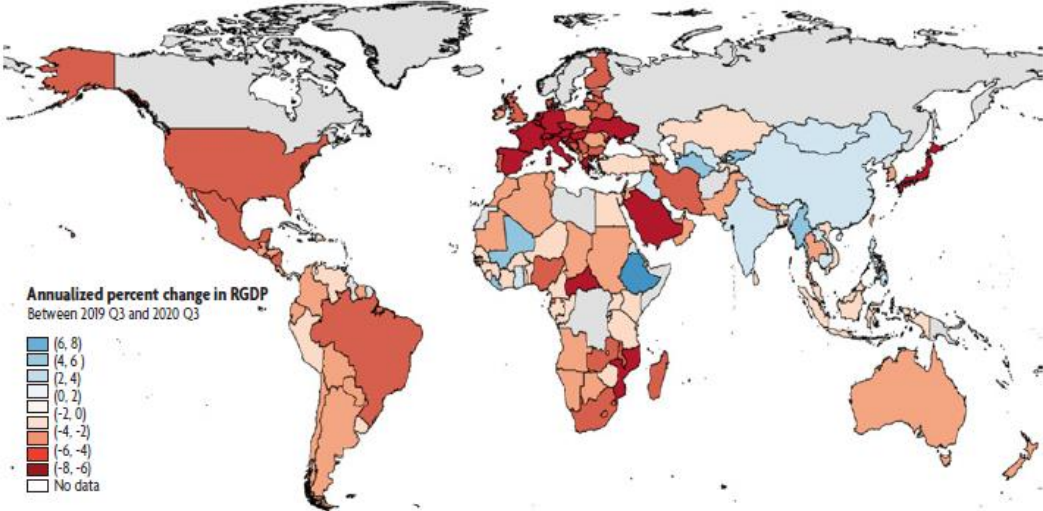 Annualized percent change in RGDP
Between 2019 Q3 and 2020 Q3
(6, 8)
(4, 6 )
(2, 4)
(0, 2)
(-2, 0)
(-4, -2)
(-6, -4)
(-8, -6)
No data